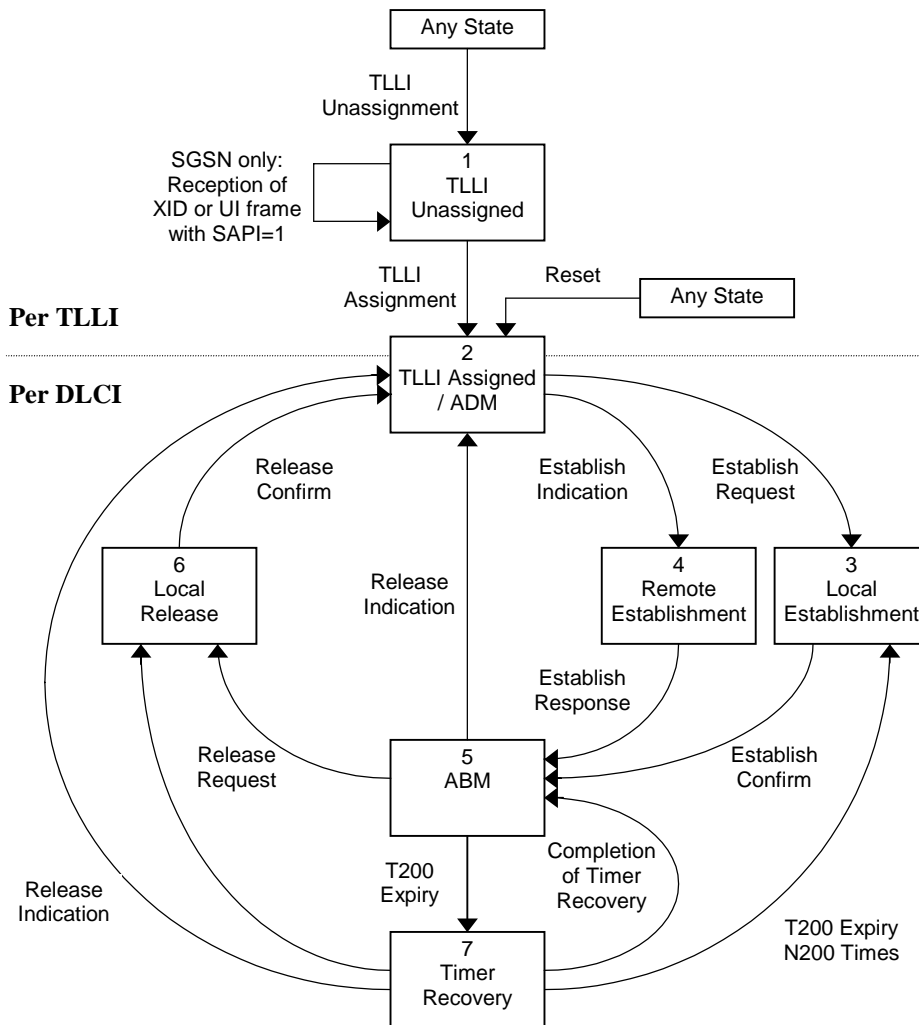 Any State
TLLI
Unassignment
SGSN only:
Reception of
XID or UI frame
with SAPI=1
1
TLLI
Unassigned
TLLI
Assignment
Reset
Any State
Per TLLI
2
TLLI Assigned
/ ADM
Per DLCI
Release
Confirm
Establish
Indication
Establish
Request
6
Local
Release
Release
Indication
4
Remote
Establishment
3
Local
Establishment
Establish
Response
Release
Request
5
ABM
Establish
Confirm
T200
Expiry
Completion
of Timer
Recovery
Release
Indication
T200 Expiry
N200 Times
7
Timer
Recovery